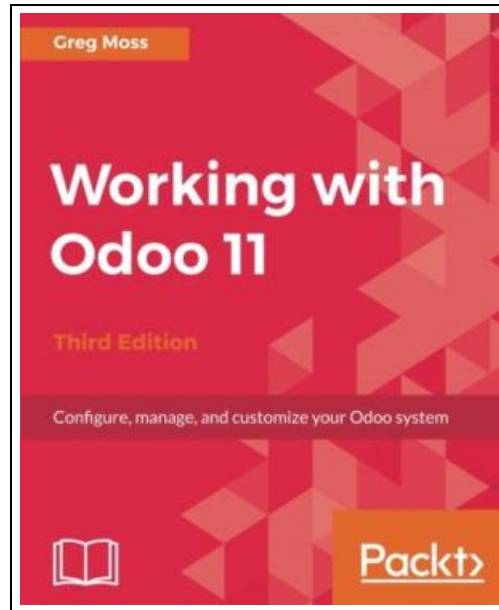 Greg Moss
Working with
Odoo 11
Third Edition
Configure, manage, and customize your Odoo system
Packt>